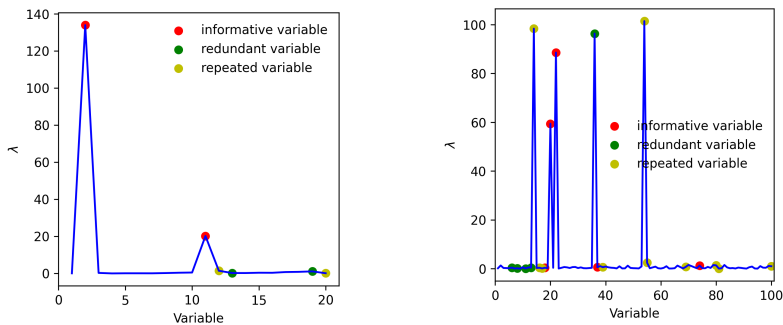 140
120
100
80
60
40
20
0
λ
0 5 10 15 20
Variable
informative variable
redundant variable
repeated variable
100
80
60
40
20
0
λ
0 20 40 60 80 100
Variable
informative variable
redundant variable
repeated variable